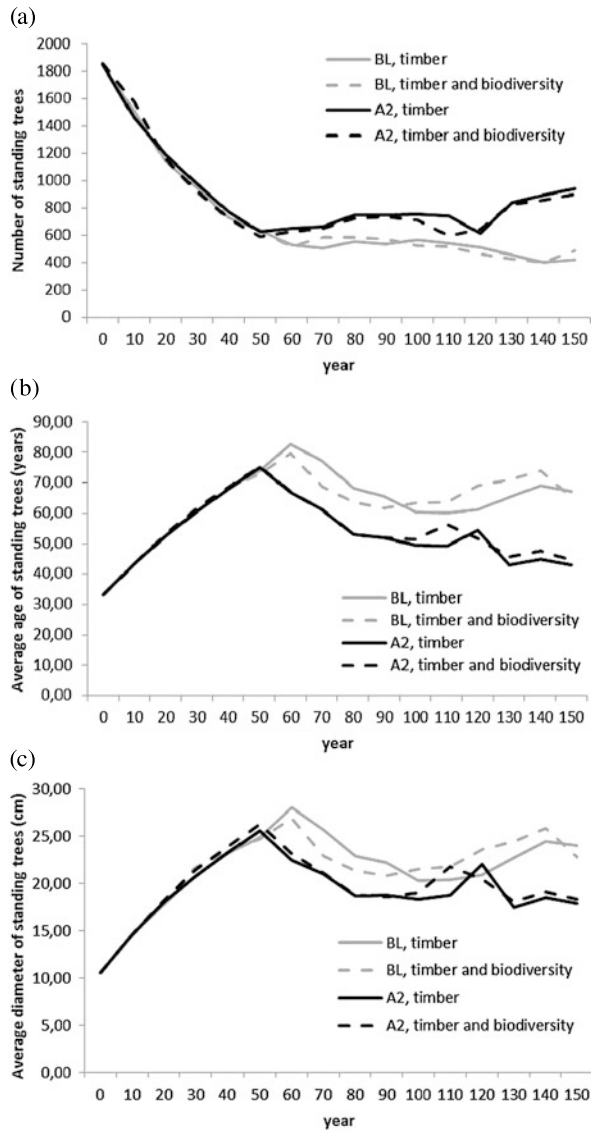 (a)
Number of standing trees
2000
1800
1600
1400
1200
1000
800
600
400
200
0
BL, timber
BL, timber and biodiversity
A2, timber
A2, timber and biodiversity
0 10 20 30 40 50 60 70 80 90 100 110 120 130 140 150
year
(b)
Average age of standing trees (years)
90,00
80,00
70,00
60,00
50,00
40,00
30,00
20,00
10,00
0,00
BL, timber
BL, timber and biodiversity
A2, timber
A2, timber and biodiversity
0 10 20 30 40 50 60 70 80 90 100 110 120 130 140 150
year
(c)
Average diameter of standing trees (cm)
30,00
25,00
20,00
15,00
10,00
5,00
0,00
BL, timber
BL, timber and biodiversity
A2, timber
A2, timber and biodiversity
0 10 20 30 40 50 60 70 80 90 100 110 120 130 140 150
year